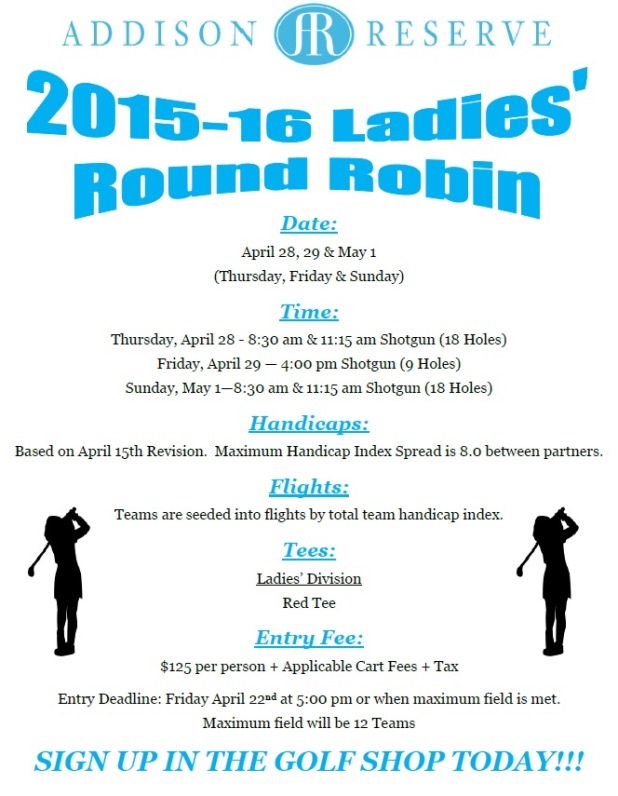 ADDISON AR RESERVE
2015-16 Ladies'
Round Robin
Date:
April 28, 29 & May 1
(Thursday, Friday & Sunday)
Time:
Thursday, April 28 - 8:30 am & 11:15 am Shotgun (18 Holes)
Friday, April 29 — 4:00 pm Shotgun (9 Holes)
Sunday, May 1—8:30 am & 11:15 am Shotgun (18 Holes)
Handicaps:
Based on April 15th Revision.  Maximum Handicap Index Spread is 8.0 between partners.
Flights:
Teams are seeded into flights by total team handicap index.
Tees:
Ladies' Division
Red Tee
Entry Fee:
$125 per person + Applicable Cart Fees + Tax
Entry Deadline: Friday April 22nd at 5:00 pm or when maximum field is met.
Maximum field will be 12 Teams
SIGN UP IN THE GOLF SHOP TODAY!!!